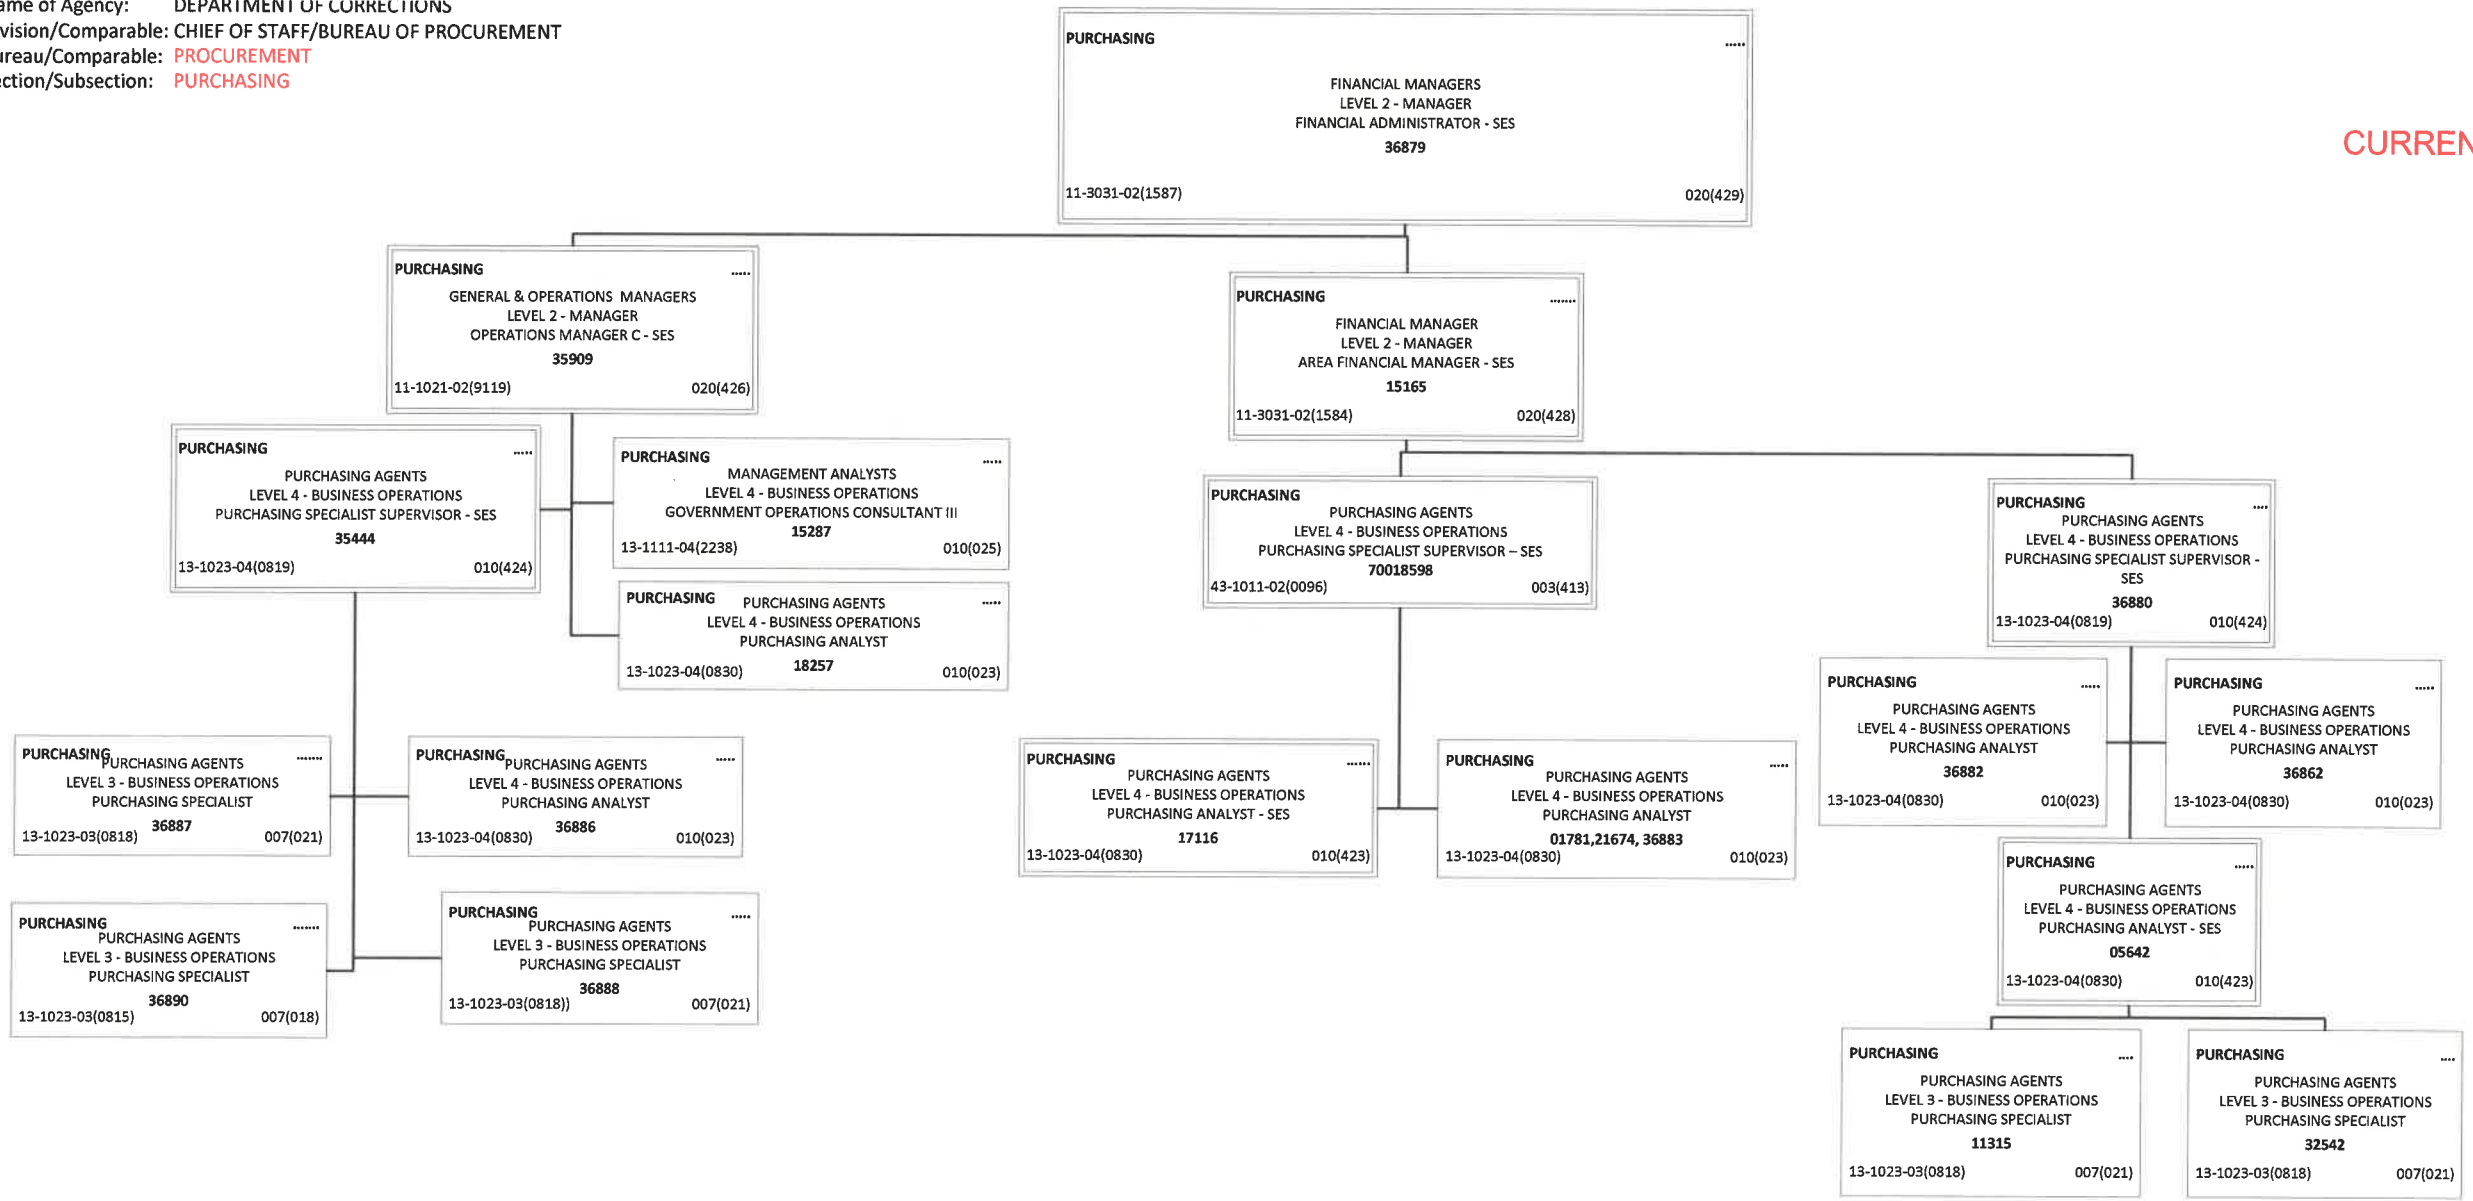 ame of Agency: DEPARTMENT OF CORRECTIONS
vision/Comparable: CHIEF OF STAFF/BUREAU OF PROCUREMENT
ureau/Comparable: PROCUREMENT
ection/Subsection: PURCHASING
CURREN
PURCHASING .....
FINANCIAL MANAGERS
LEVEL 2 - MANAGER
FINANCIAL ADMINISTRATOR - SES
36879
11-3031-02(1587) 020(429)
PURCHASING .....
GENERAL & OPERATIONS MANAGERS
LEVEL 2 - MANAGER
OPERATIONS MANAGER C - SES
35909
11-1021-02(9119) 020(426)
PURCHASING .......
FINANCIAL MANAGER
LEVEL 2 - MANAGER
AREA FINANCIAL MANAGER - SES
15165
11-3031-02(1584) 020(428)
PURCHASING .....
PURCHASING AGENTS
LEVEL 4 - BUSINESS OPERATIONS
PURCHASING SPECIALIST SUPERVISOR - SES
35444
13-1023-04(0819) 010(424)
PURCHASING .....
MANAGEMENT ANALYSTS
LEVEL 4 - BUSINESS OPERATIONS
GOVERNMENT OPERATIONS CONSULTANT III
15287
13-1111-04(2238) 010(025)
PURCHASING .....
PURCHASING AGENTS
LEVEL 4 - BUSINESS OPERATIONS
PURCHASING ANALYST
18257
13-1023-04(0830) 010(023)
PURCHASING
PURCHASING AGENTS
LEVEL 4 - BUSINESS OPERATIONS
PURCHASING SPECIALIST SUPERVISOR – SES
70018598
43-1011-02(0096) 003(413)
PURCHASING ....
PURCHASING AGENTS
LEVEL 4 - BUSINESS OPERATIONS
PURCHASING SPECIALIST SUPERVISOR -
SES
36880
13-1023-04(0819) 010(424)
PURCHASING .......
PURCHASING AGENTS
LEVEL 3 - BUSINESS OPERATIONS
PURCHASING SPECIALIST
36887
13-1023-03(0818) 007(021)
PURCHASING .....
PURCHASING AGENTS
LEVEL 4 - BUSINESS OPERATIONS
PURCHASING ANALYST
36886
13-1023-04(0830) 010(023)
PURCHASING .......
PURCHASING AGENTS
LEVEL 3 - BUSINESS OPERATIONS
PURCHASING SPECIALIST
36890
13-1023-03(0815) 007(018)
PURCHASING .....
PURCHASING AGENTS
LEVEL 3 - BUSINESS OPERATIONS
PURCHASING SPECIALIST
36888
13-1023-03(0818)) 007(021)
PURCHASING ......
PURCHASING AGENTS
LEVEL 4 - BUSINESS OPERATIONS
PURCHASING ANALYST - SES
17116
13-1023-04(0830) 010(423)
PURCHASING .....
PURCHASING AGENTS
LEVEL 4 - BUSINESS OPERATIONS
PURCHASING ANALYST
01781,21674, 36883
13-1023-04(0830) 010(023)
PURCHASING .....
PURCHASING AGENTS
LEVEL 4 - BUSINESS OPERATIONS
PURCHASING ANALYST
36882
13-1023-04(0830) 010(023)
PURCHASING .....
PURCHASING AGENTS
LEVEL 4 - BUSINESS OPERATIONS
PURCHASING ANALYST
36862
13-1023-04(0830) 010(023)
PURCHASING .....
PURCHASING AGENTS
LEVEL 4 - BUSINESS OPERATIONS
PURCHASING ANALYST - SES
05642
13-1023-04(0830) 010(423)
PURCHASING ....
PURCHASING AGENTS
LEVEL 3 - BUSINESS OPERATIONS
PURCHASING SPECIALIST
11315
13-1023-03(0818) 007(021)
PURCHASING ....
PURCHASING AGENTS
LEVEL 3 - BUSINESS OPERATIONS
PURCHASING SPECIALIST
32542
13-1023-03(0818) 007(021)